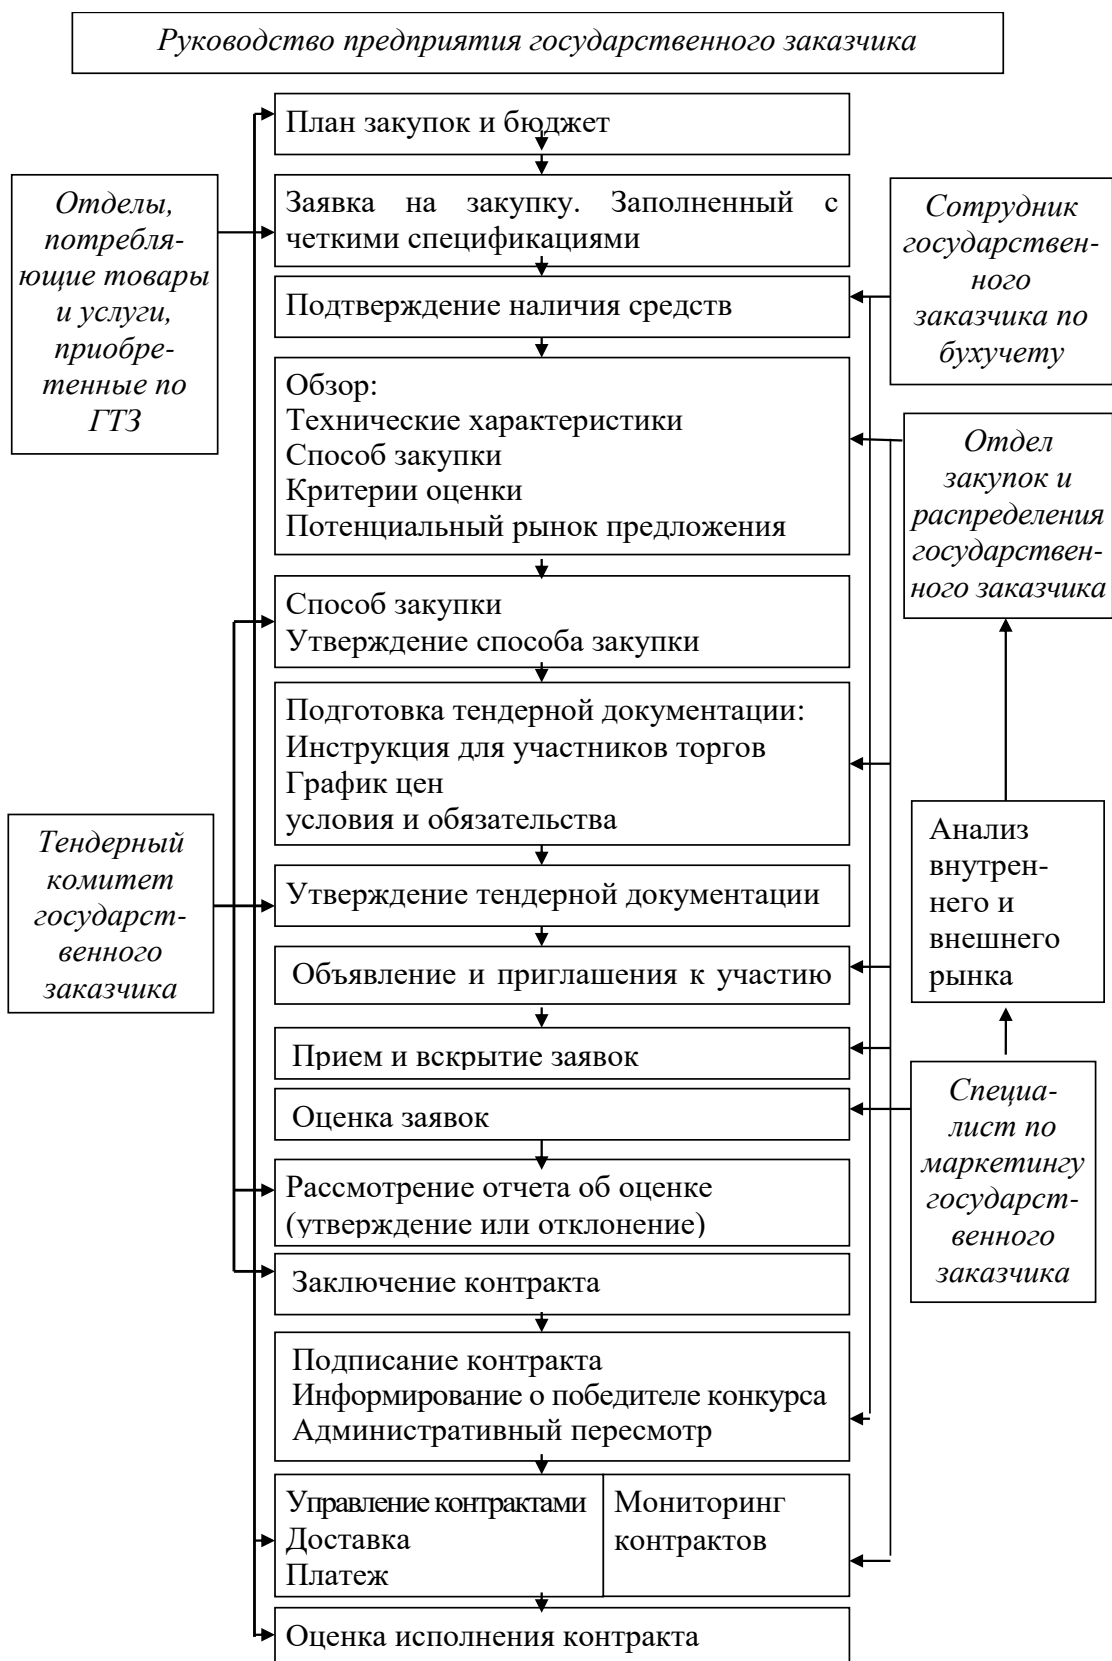 Руководство предприятия государственного заказчика
План закупок и бюджет
Отделы,
потребля-
ющие товары
и услуги,
приобре-
тенные по
ГТЗ
Заявка на закупку. Заполненный с
четкими спецификациями
Сотрудник
государствен-
ного
заказчика по
бухучету
Подтверждение наличия средств
Обзор:
Технические характеристики
Способ закупки
Критерии оценки
Потенциальный рынок предложения
Отдел
закупок и
распределения
государствен-
ного заказчика
Способ закупки
Утверждение способа закупки
Подготовка тендерной документации:
Инструкция для участников торгов
График цен
условия и обязательства
Тендерный
комитет
государст-
венного
заказчика
Анализ
внутрен-
него и
внешнего
рынка
Утверждение тендерной документации
Объявление и приглашения к участию
Прием и вскрытие заявок
Оценка заявок
Специа-
лист по
маркетингу
государст-
венного
заказчика
Рассмотрение отчета об оценке
(утверждение или отклонение)
Заключение контракта
Подписание контракта
Информирование о победителе конкурса
Административный пересмотр
Управление контрактами
Доставка
Платеж
Мониторинг
контрактов
Оценка исполнения контракта